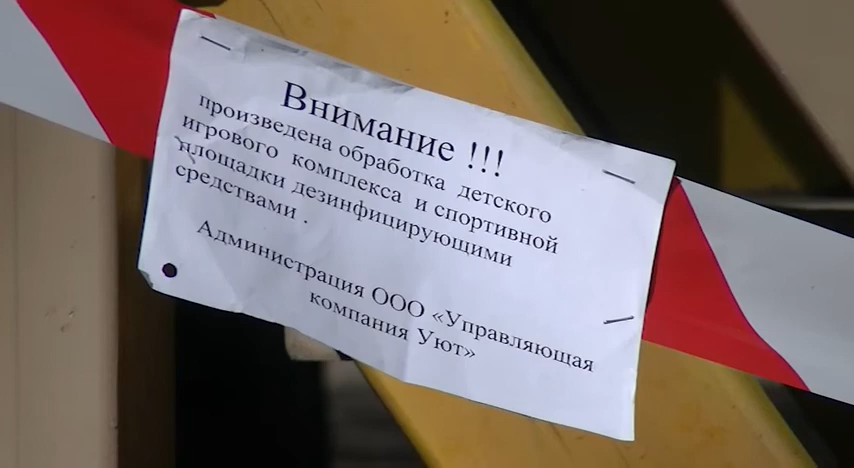 Внимание !!!
произведена обработка детского
игрового комплекса и спортивной
площадки дезинфицирующими
средствами .
Администрация ООО «Управляющая
компания Уют»